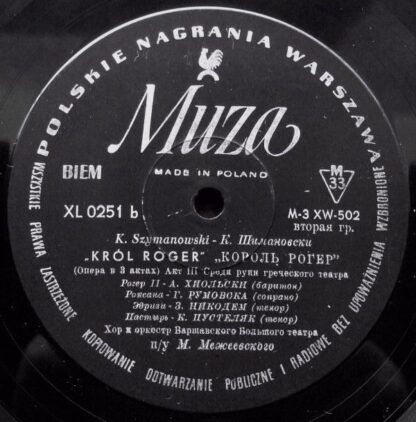 POLSKIE NAGRANIA WARSZAWA
Muza
MADE IN POLAND
BIEM
M
33
XL 0251 b
M-3 XW-502
вторая гр.
K. Szymanowski - К. Шимановски
„KRÓL ROGER” „КОРОЛЬ РОГЕР”
(Опера в 3 актах) Акт III Среди руин греческого театра
Рогер II - А. ХИОЛЬСКИ (баритон)
Роксана - Г. РУМОВСКА (сопрано)
Эдризи - З. НИКОДЕМ (тенор)
Пастырь - К. ПУСТЕЛЯК (тенор)
Хор и оркестр Варшавского Большого театра
п/у М. Межеевского
WSZYSTKIE PRAWA ZASTRZEŻONE KOPIOWANIE ODTWARZANIE PUBLICZNE I RADIOWE BEZ UPOWAŻNIENIA WZBRONIONE